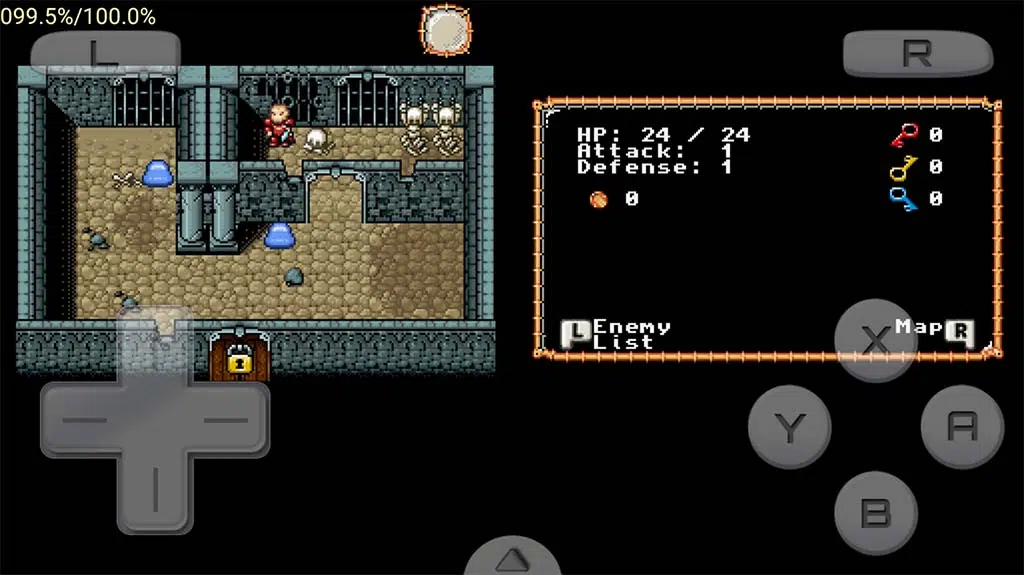 099.5%/100.0%
L
R
HP: 24 / 24
Attack: 1
Defense: 1
0
0
0
0
L Enemy List
Map R
X
Y
A
B